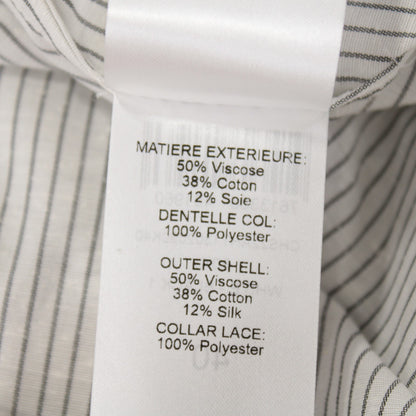 MATIERE EXTERIEURE:
50% Viscose
38% Coton
12% Soie
DENTELLE COL:
100% Polyester
OUTER SHELL:
50% Viscose
38% Cotton
12% Silk
COLLAR LACE:
100% Polyester